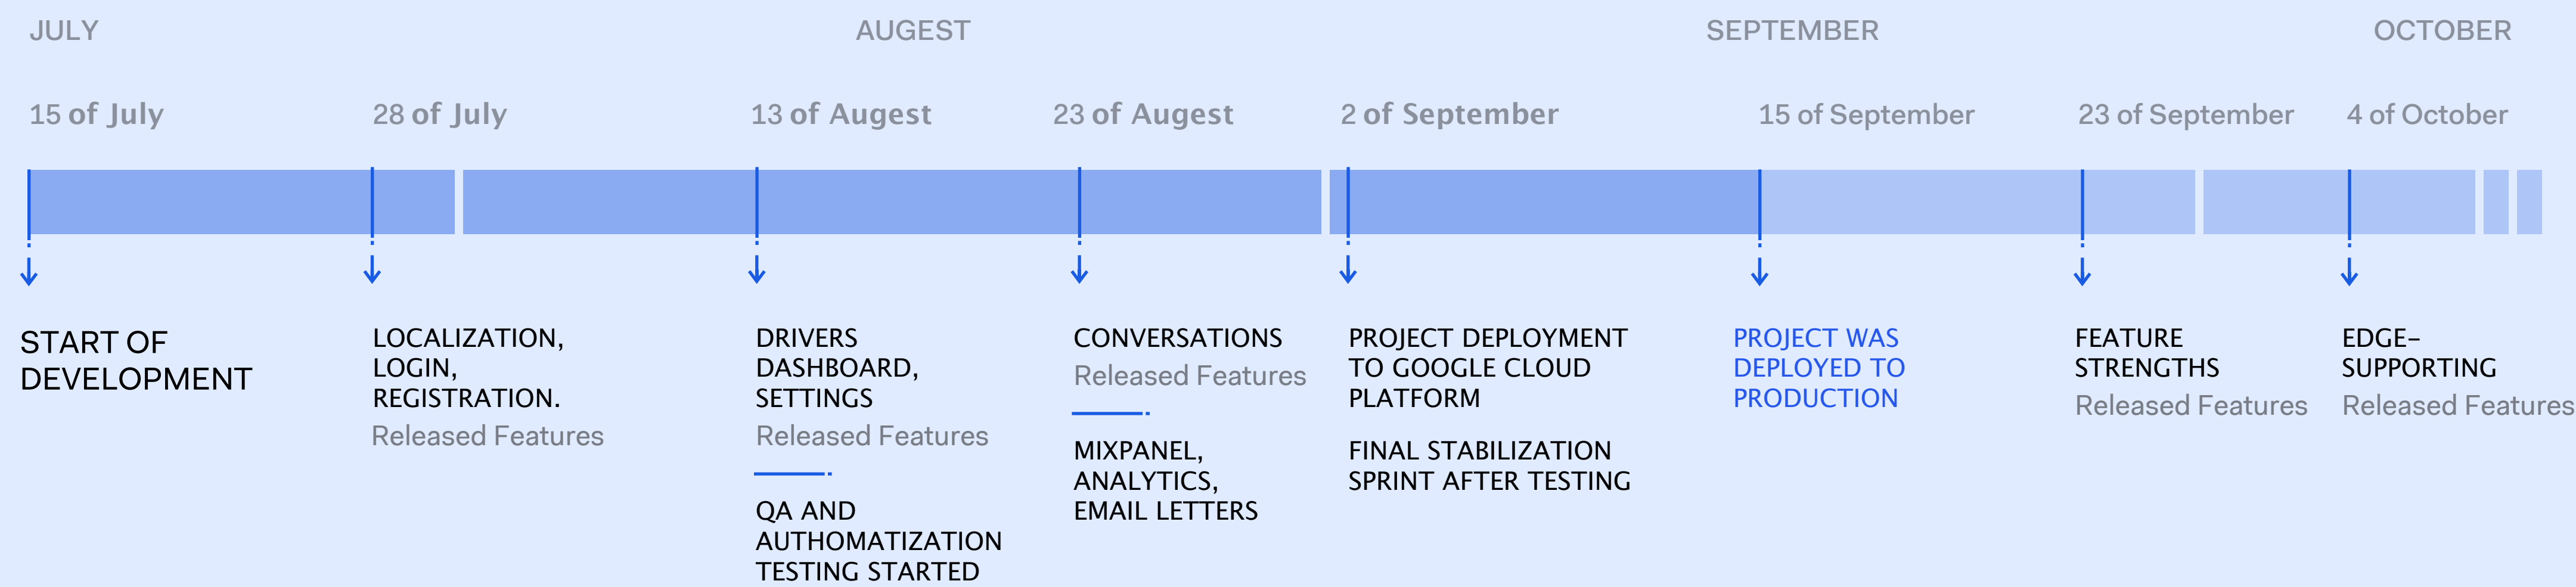 JULY
AUGEST
SEPTEMBER
OCTOBER
15 of July
28 of July
13 of Augest
23 of Augest
2 of September
15 of September
23 of September
4 of October
START OF
DEVELOPMENT
LOCALIZATION,
LOGIN,
REGISTRATION.
Released Features
DRIVERS
DASHBOARD,
SETTINGS
Released Features
QA AND
AUTHOMATIZATION
TESTING STARTED
CONVERSATIONS
Released Features
MIXPANEL,
ANALYTICS,
EMAIL LETTERS
PROJECT DEPLOYMENT
TO GOOGLE CLOUD
PLATFORM
FINAL STABILIZATION
SPRINT AFTER TESTING
PROJECT WAS
DEPLOYED TO
PRODUCTION
FEATURE
STRENGTHS
Released Features
EDGE–
SUPPORTING
Released Features